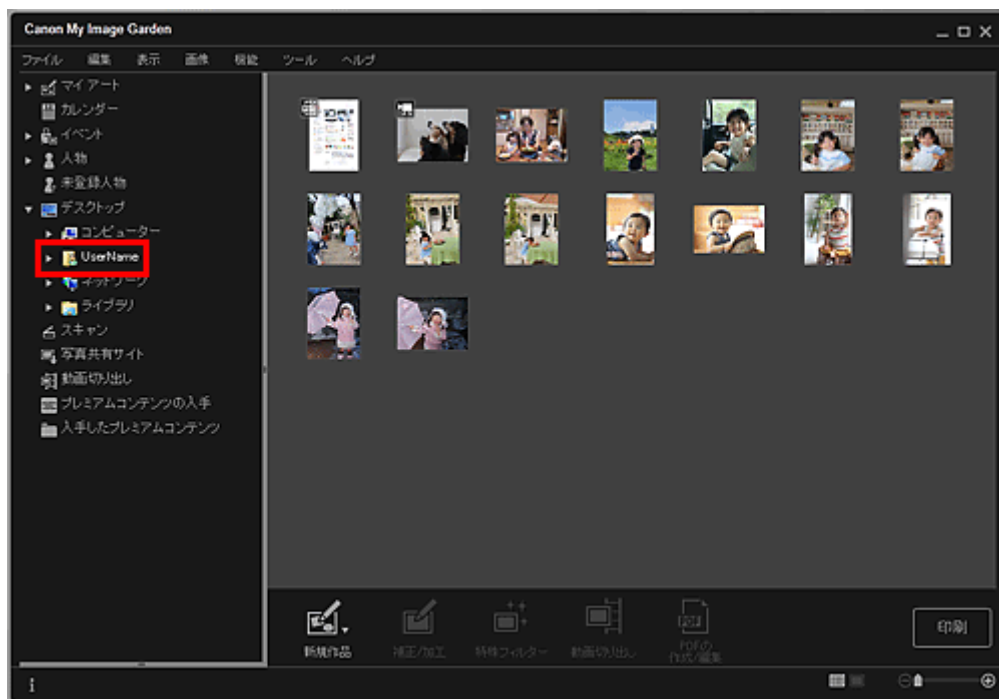 Canon My Image Garden
ファイル 編集 表示 画像 機能 ツール ヘルプ
マイ アート
カレンダー
イベント
人物
未登録人物
デスクトップ
コンピューター
UserName
ネットワーク
ライブラリ
スキャン
写真共有サイト
動画切り出し
プレミアムコンテンツの入手
入手したプレミアムコンテンツ
新規作品 補正/加工 特殊フィルター 動画切り出し PDFの
作成/編集
印刷